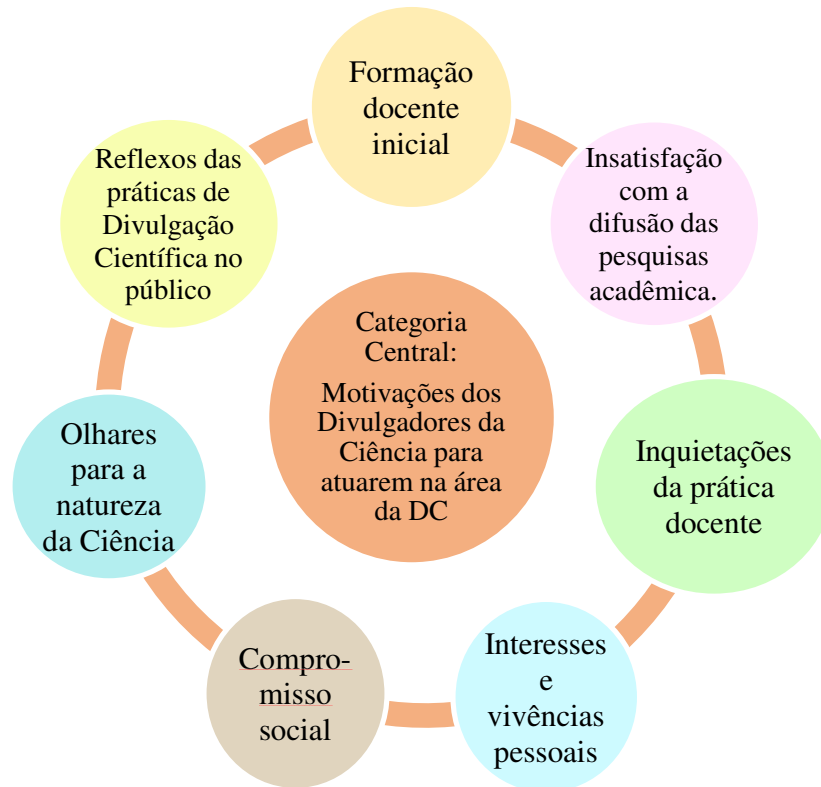 Formação
docente
inicial
Insatisfação
com a
difusão das
pesquisas
acadêmica.
Inquietações
da prática
docente
Interesses
e
vivências
pessoais
Compro-
misso
social
Olhares
para a
natureza
da Ciência
Reflexos das
práticas de
Divulgação
Científica no
público
Categoria
Central:
Motivações dos
Divulgadores da
Ciência para
atuarem na área
da DC